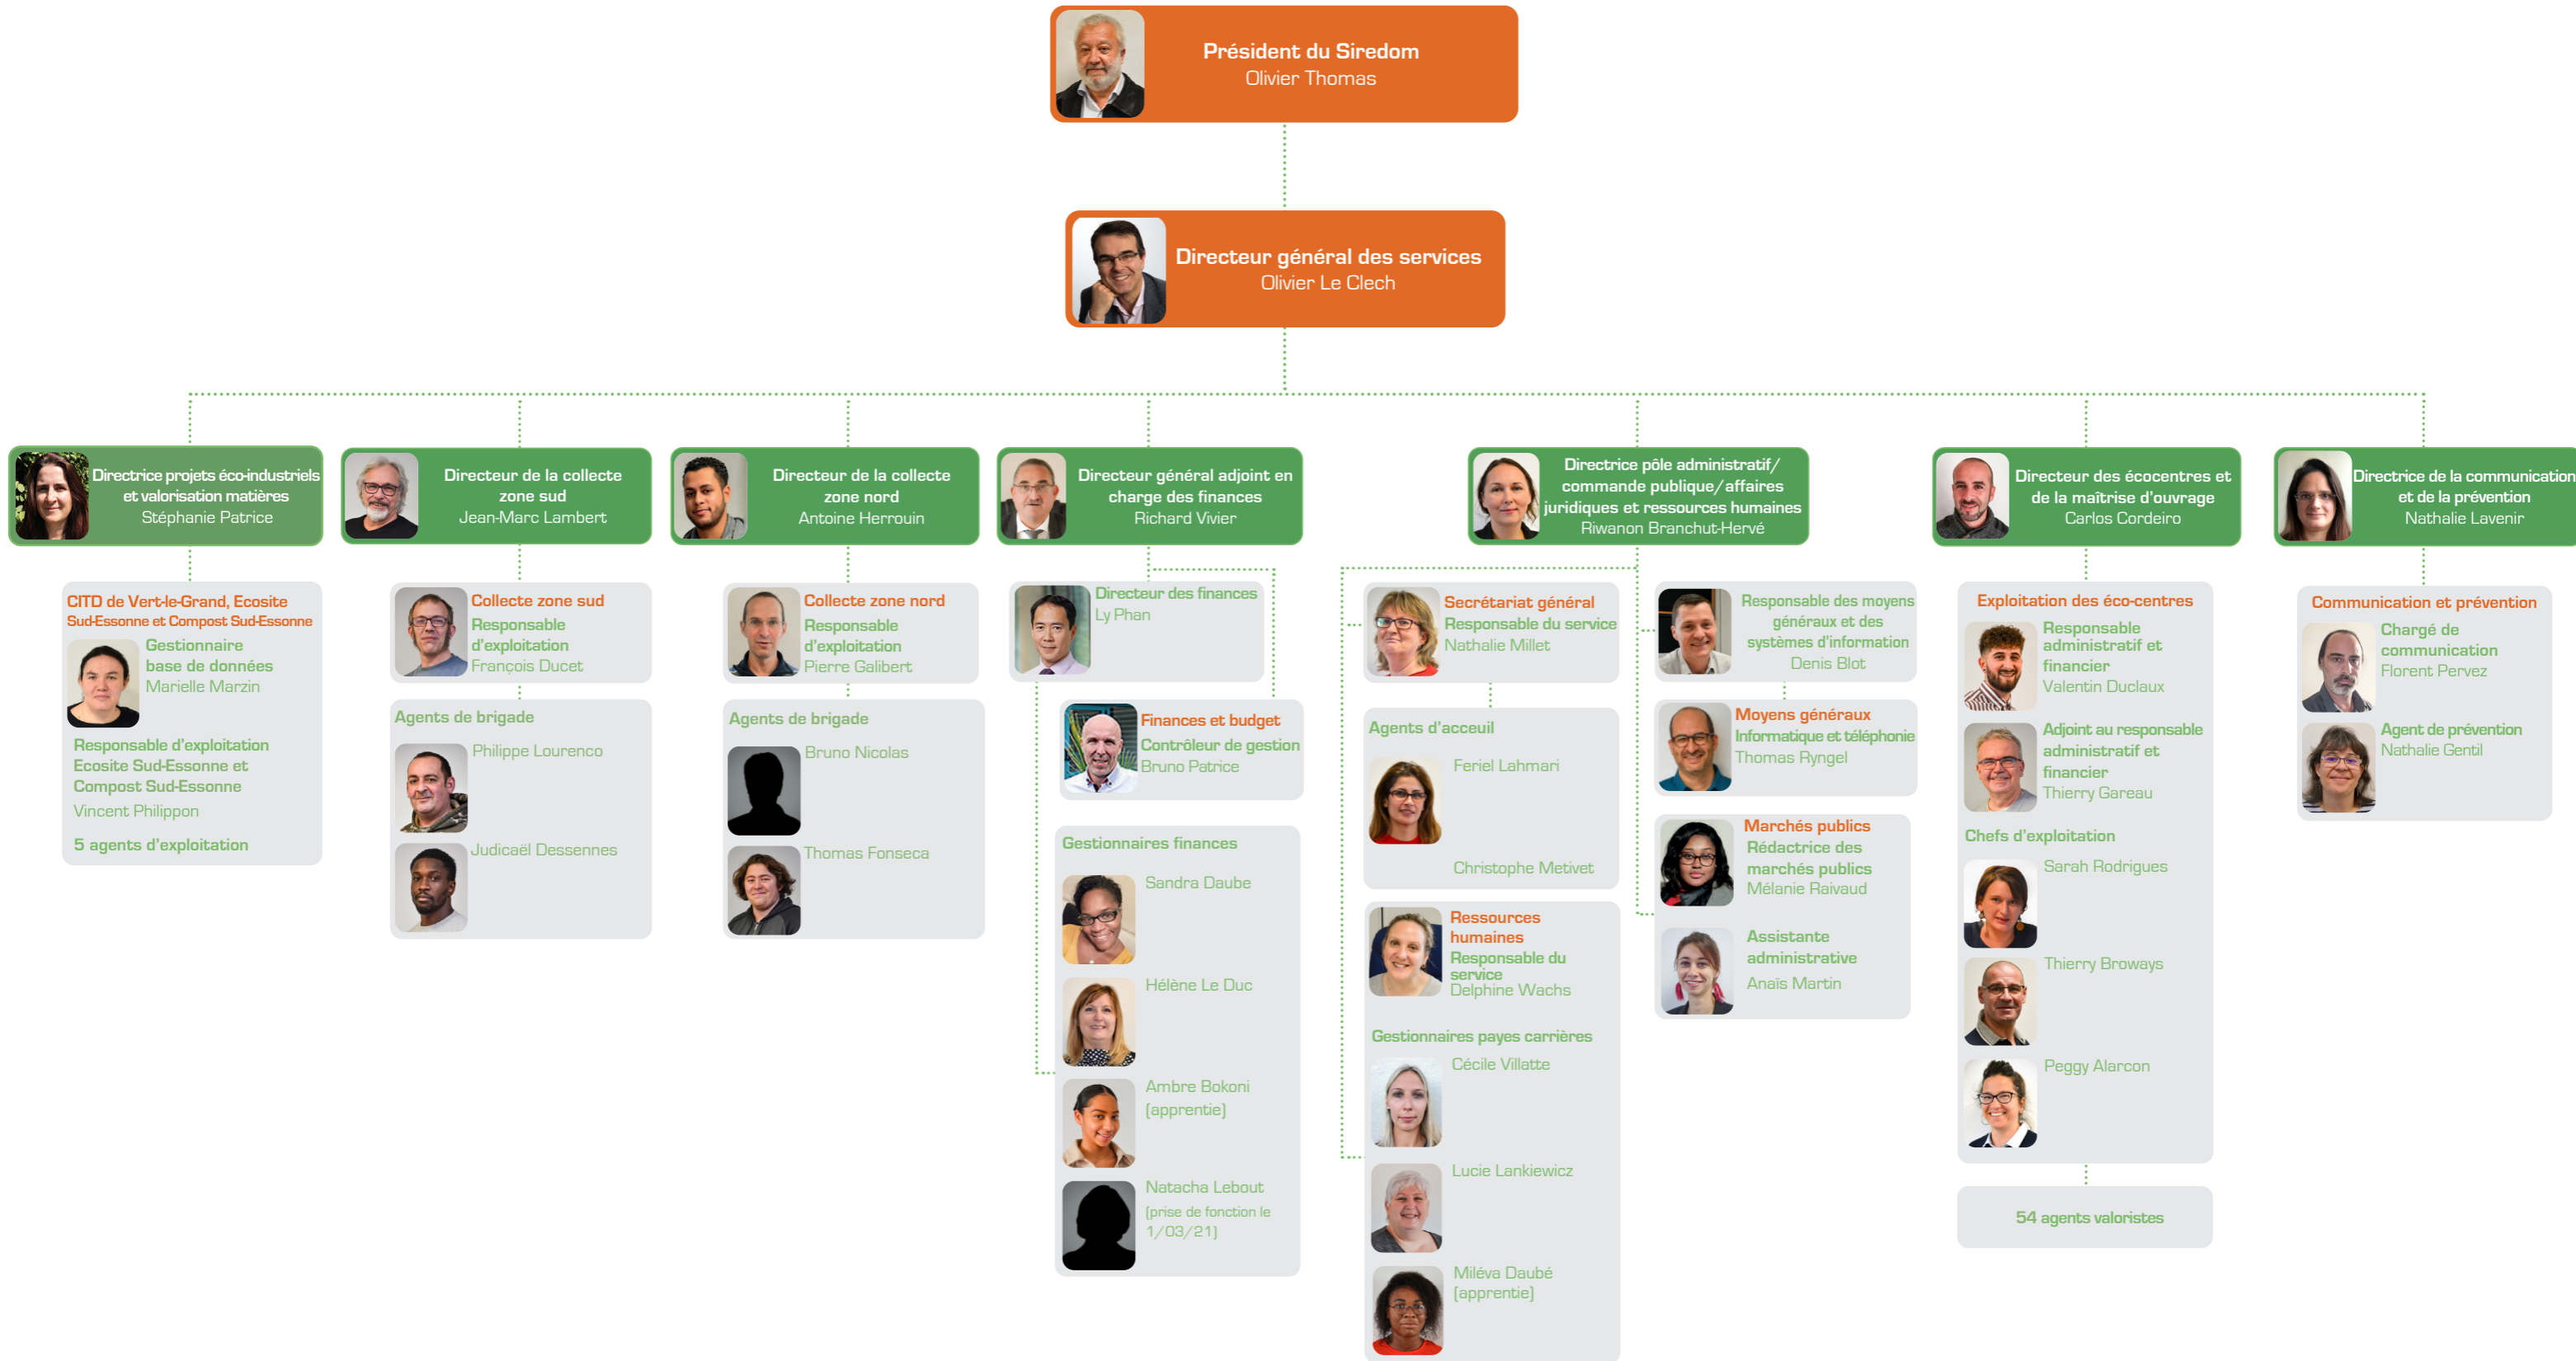 Président du Siredom
Olivier Thomas
Directeur général des services
Olivier Le Clech
Directrice projets éco-industriels
et valorisation matières
Stéphanie Patrice
CITD de Vert-le-Grand, Ecosite
Sud-Essonne et Compost Sud-Essonne
Gestionnaire
base de données
Marielle Marzin
Responsable d'exploitation
Ecosite Sud-Essonne et
Compost Sud-Essonne
Vincent Philippon
5 agents d'exploitation
Directeur de la collecte
zone sud
Jean-Marc Lambert
Collecte zone sud
Responsable
d'exploitation
François Ducet
Agents de brigade
Philippe Lourenco
Judicaël Dessennes
Directeur de la collecte
zone nord
Antoine Herrouin
Collecte zone nord
Responsable
d'exploitation
Pierre Galibert
Agents de brigade
Bruno Nicolas
Thomas Fonseca
Directeur général adjoint en
charge des finances
Richard Vivier
Directeur des finances
Ly Phan
Finances et budget
Contrôleur de gestion
Bruno Patrice
Gestionnaires finances
Sandra Daube
Hélène Le Duc
Ambre Bokoni
(apprentie)
Natacha Lebout
(prise de fonction le
1/03/21)
Directrice pôle administratif/
commande publique/affaires
juridiques et ressources humaines
Riwanon Branchut-Hervé
Secrétariat général
Responsable du service
Nathalie Millet
Agents d'acceuil
Feriel Lahmari
Christophe Metivet
Ressources
humaines
Responsable du
service
Delphine Wachs
Gestionnaires payes carrières
Cécile Villatte
Lucie Lankiewicz
Miléva Daubé
(apprentie)
Responsable des moyens
généraux et des
systèmes d'information
Denis Blot
Moyens généraux
Informatique et téléphonie
Thomas Ryngel
Marchés publics
Rédactrice des
marchés publics
Mélanie Raivaud
Assistante
administrative
Anaïs Martin
Directeur des écocentres et
de la maîtrise d'ouvrage
Carlos Cordeiro
Exploitation des éco-centres
Responsable
administratif et
financier
Valentin Duclaux
Adjoint au responsable
administratif et
financier
Thierry Gareau
Chefs d'exploitation
Sarah Rodrigues
Thierry Broways
Peggy Alarcon
54 agents valoristes
Directrice de la communication
et de la prévention
Nathalie Lavenir
Communication et prévention
Chargé de
communication
Florent Pervez
Agent de prévention
Nathalie Gentil